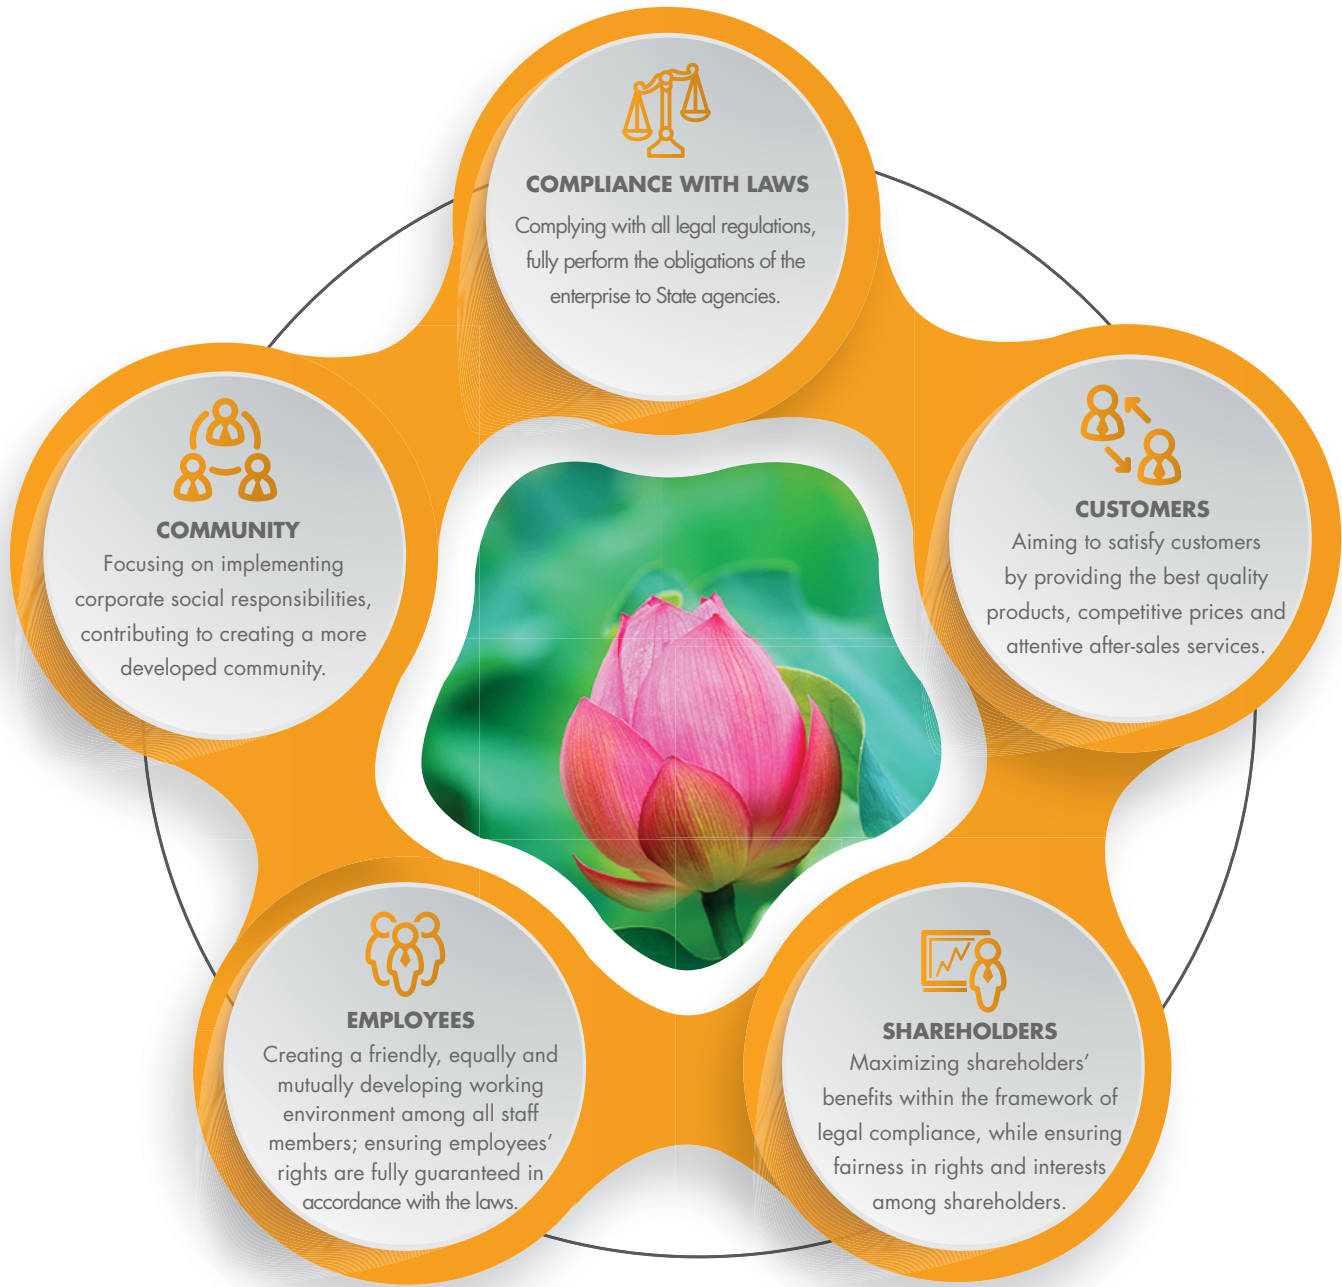 COMPLIANCE WITH LAWS
Complying with all legal regulations,
fully perform the obligations of the
enterprise to State agencies.
COMMUNITY
Focusing on implementing
corporate social responsibilities,
contributing to creating a more
developed community.
CUSTOMERS
Aiming to satisfy customers
by providing the best quality
products, competitive prices and
attentive after-sales services.
EMPLOYEES
Creating a friendly, equally and
mutually developing working
environment among all staff
members; ensuring employees’
rights are fully guaranteed in
accordance with the laws.
SHAREHOLDERS
Maximizing shareholders’
benefits within the framework of
legal compliance, while ensuring
fairness in rights and interests
among shareholders.